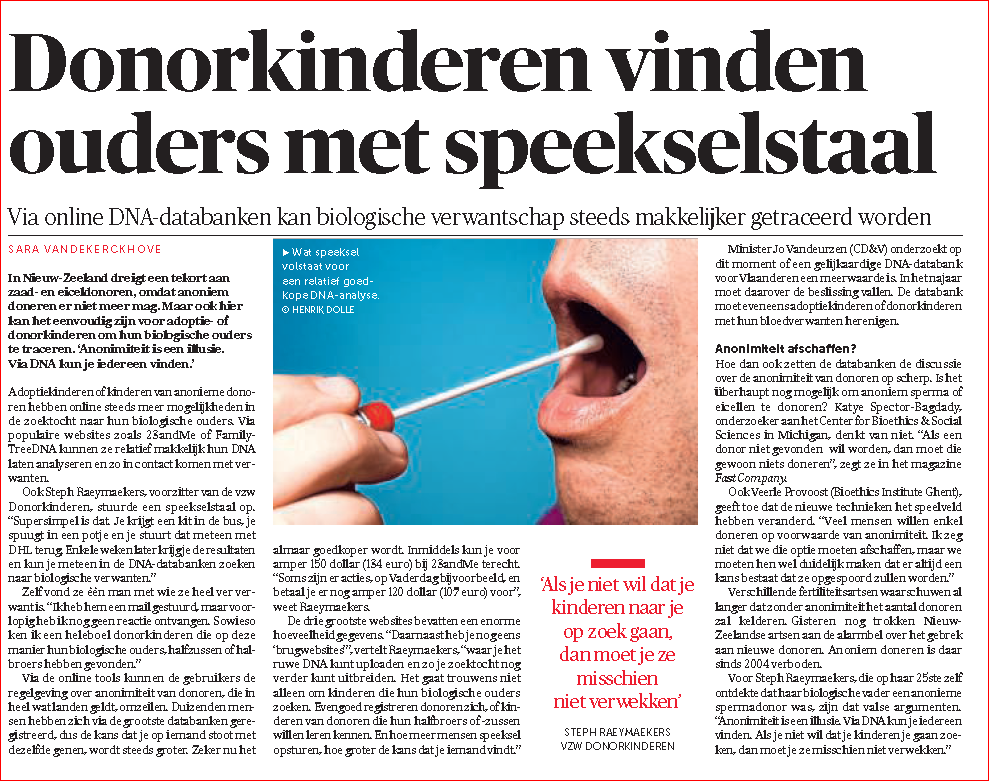 Donorkinderen vinden
ouders met speekselstaal
Via online DNA-databanken kan biologische verwantschap steeds makkelijker getraceerd worden
SARA VANDEKERCKHOVE
In Nieuw-Zeeland dreigt een tekort aan
zaad- en eiceldonoren, omdat anoniem
doneren er niet meer mag. Maar ook hier
kan het eenvoudig zijn voor adoptie- of
donorkinderen om hun biologische ouders
te traceren. ‘Anonimiteit is een illusie.
Via DNA kun je iedereen vinden.’
Adoptiekinderen of kinderen van anonieme dono-
ren hebben online steeds meer mogelijkheden in
de zoektocht naar hun biologische ouders. Via
populaire websites zoals 23andMe of Family-
TreeDNA kunnen ze relatief makkelijk hun DNA
laten analyseren en zo in contact komen met ver-
wanten.
Ook Steph Raeymaekers, voorzitter van de vzw
Donorkinderen, stuurde een speekselstaal op.
“Supersimpel is dat. Je krijgt een kit in de bus, je
spuugt in een potje en je stuurt dat meteen met
DHL terug. Enkele weken later krijg je de resultaten
en kun je meteen in de DNA-databanken zoeken
naar biologische verwanten.”
Zelf vond ze één man met wie ze heel ver ver-
want is. “Ik heb hem een mail gestuurd, maar voor-
lopig heb ik nog geen reactie ontvangen. Sowieso
ken ik een heleboel donorkinderen die op deze
manier hun biologische ouders, halfzussen of hal-
broers hebben gevonden.”
Via de online tools kunnen de gebruikers de
regelgeving over anonimiteit van donoren, die in
heel wat landen geldt, omzeilen. Duizenden men-
sen hebben zich via de grootste databanken gere-
gistreerd, dus de kans dat je op iemand stoot met
dezelfde genen, wordt steeds groter. Zeker nu het
▶ Wat speeksel
volstaat voor
een relatief goed-
kope DNA-analyse.
© HENRIK DOLLE
almaar goedkoper wordt. Inmiddels kun je voor
amper 150 dollar (134 euro) bij 23andMe terecht.
“Soms zijn er acties, op Vaderdag bijvoorbeeld, en
betaal je er nog amper 120 dollar (107 euro) voor”,
weet Raeymaekers.
De drie grootste websites bevatten een enorme
hoeveelheid gegevens. “Daarnaast heb je nog eens
‘brugwebsites’”, vertelt Raeymaekers, “waar je het
ruwe DNA kunt uploaden en zo je zoektocht nog
verder kunt uitbreiden. Het gaat trouwens niet
alleen om kinderen die hun biologische ouders
zoeken. Evengoed registreren donoren zich, of kin-
deren van donoren die hun halfbroers of -zussen
willen leren kennen. En hoe meer mensen speeksel
opsturen, hoe groter de kans dat je iemand vindt.”
‘Als je niet wil dat je
kinderen naar je
op zoek gaan,
dan moet je ze
misschien
niet verwekken’
STEPH RAEYMAEKERS
VZW DONORKINDEREN
Minister Jo Vandeurzen (CD&V) onderzoekt op
dit moment of een gelijkaardige DNA-databank
voor Vlaanderen een meerwaarde is. In het najaar
moet daarover de beslissing vallen. De databank
moet eveneens adoptiekinderen of donorkinderen
met hun bloedverwanten herenigen.
Anonimiteit afschaffen?
Hoe dan ook zetten de databanken de discussie
over de anonimiteit van donoren op scherp. Is het
überhaupt nog mogelijk om anoniem sperma of
eicellen te doneren? Katye Spector-Bagdady,
onderzoeker aan het Center for Bioethics & Social
Sciences in Michigan, denkt van niet. “Als een
donor niet gevonden wil worden, dan moet die
gewoon niets doneren”, zegt ze in het magazine
Fast Company.
Ook Veerle Provoost (Bioethics Institute Ghent),
geeft toe dat de nieuwe technieken het speelveld
hebben veranderd. “Veel mensen willen enkel
doneren op voorwaarde van anonimiteit. Ik zeg
niet dat we die optie moeten afschaffen, maar we
moeten hen wel duidelijk maken dat er altijd een
kans bestaat dat ze opgespoord zullen worden.”
Verschillende fertiliteitsartsen waarschuwen al
langer dat zonder anonimiteit het aantal donoren
zal kelderen. Gisteren nog trokken Nieuw-
Zeelandse artsen aan de alarmbel over het gebrek
aan nieuwe donoren. Anoniem doneren is daar
sinds 2004 verboden.
Voor Steph Raeymaekers, die op haar 25ste zelf
ontdekte dat haar biologische vader een anonieme
spermadonor was, zijn dat valse argumenten.
“Anonimiteit is een illusie. Via DNA kun je iedereen
vinden. Als je niet wil dat je kinderen je gaan zoe-
ken, dan moet je ze misschien niet verwekken.”